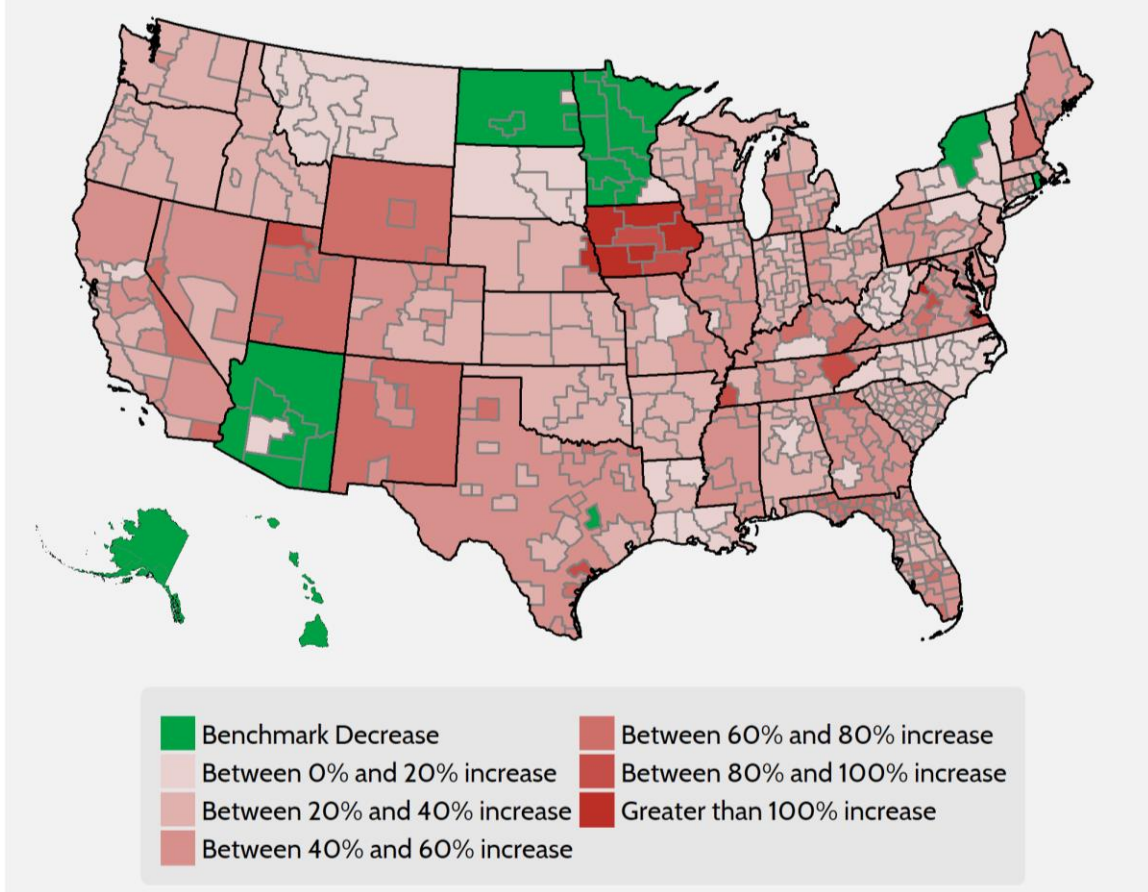 Benchmark Decrease
Between 0% and 20% increase
Between 20% and 40% increase
Between 40% and 60% increase
Between 60% and 80% increase
Between 80% and 100% increase
Greater than 100% increase